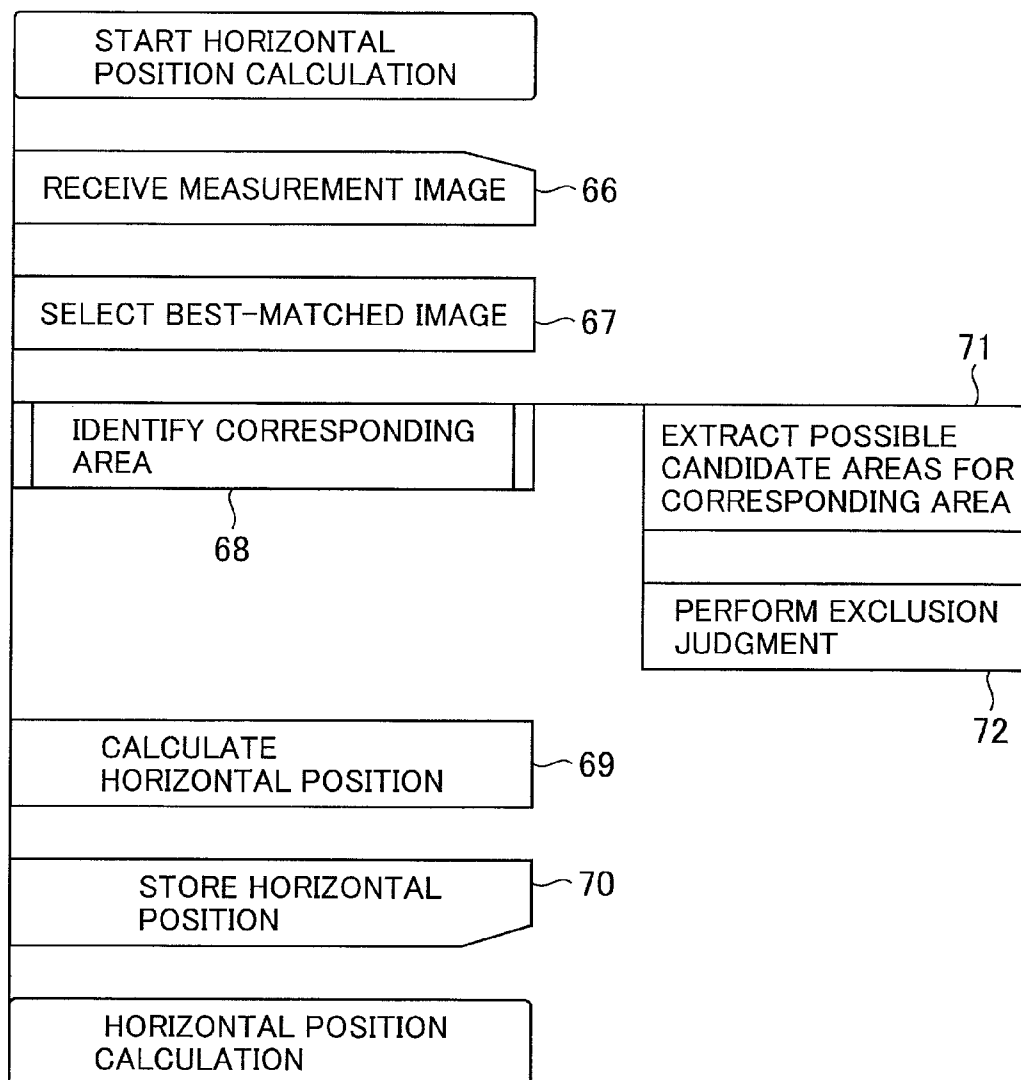 START HORIZONTAL
POSITION CALCULATION
RECEIVE MEASUREMENT IMAGE
66
SELECT BEST-MATCHED IMAGE
67
IDENTIFY CORRESPONDING
AREA
68
71
EXTRACT POSSIBLE
CANDIDATE AREAS FOR
CORRESPONDING AREA
PERFORM EXCLUSION
JUDGMENT
72
CALCULATE
HORIZONTAL POSITION
69
STORE HORIZONTAL
POSITION
70
HORIZONTAL POSITION
CALCULATION